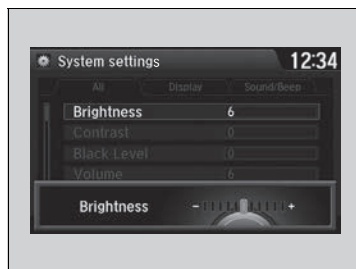 System settings
12:34
All Display Sound/Beep
Brightness 6
Contrast 0
Black Level 0
Volume 6
Brightness - +